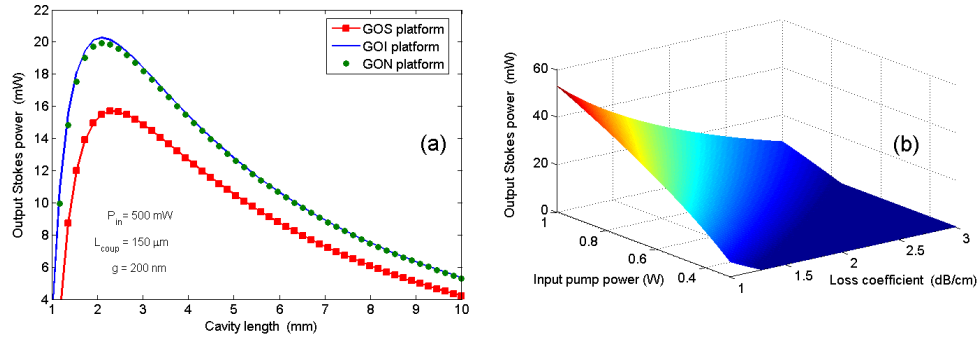 GOS platform
GOI platform
GON platform
(a)
P_in = 500 mW
L_coup = 150 μm
g = 200 nm
Output Stokes power (mW)
22
20
18
16
14
12
10
8
6
4
1 2 3 4 5 6 7 8 9 10
Cavity length (mm)
(b)
Output Stokes power (mW)
60
40
20
0
1 0.8 0.6 0.4
Input pump power (W)
1 1.5 2 2.5 3
Loss coefficient (dB/cm)